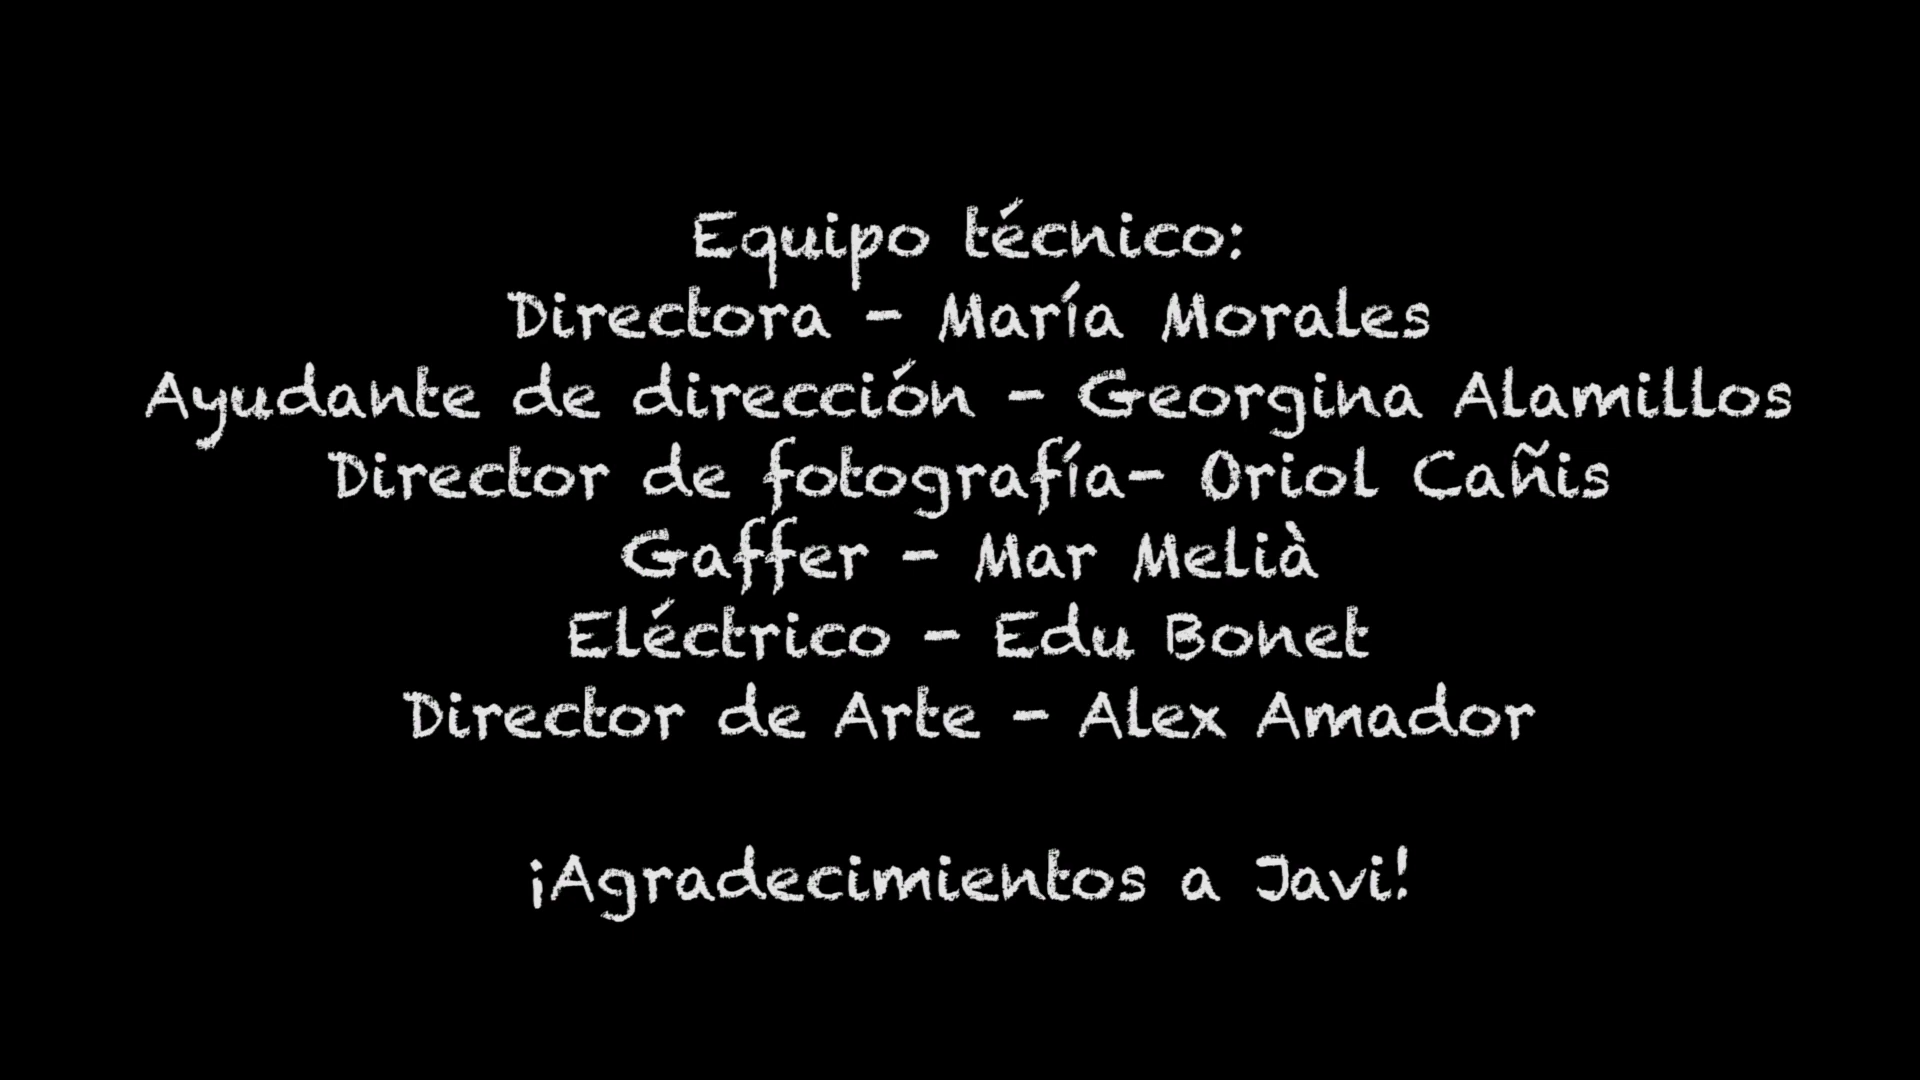 Equipo técnico:
Directora - María Morales
Ayudante de dirección - Georgina Alamillos
Director de fotografía- Oriol Cañis
Gaffer - Mar Melià
Eléctrico - Edu Bonet
Director de Arte - Alex Amador
¡Agradecimientos a Javi!